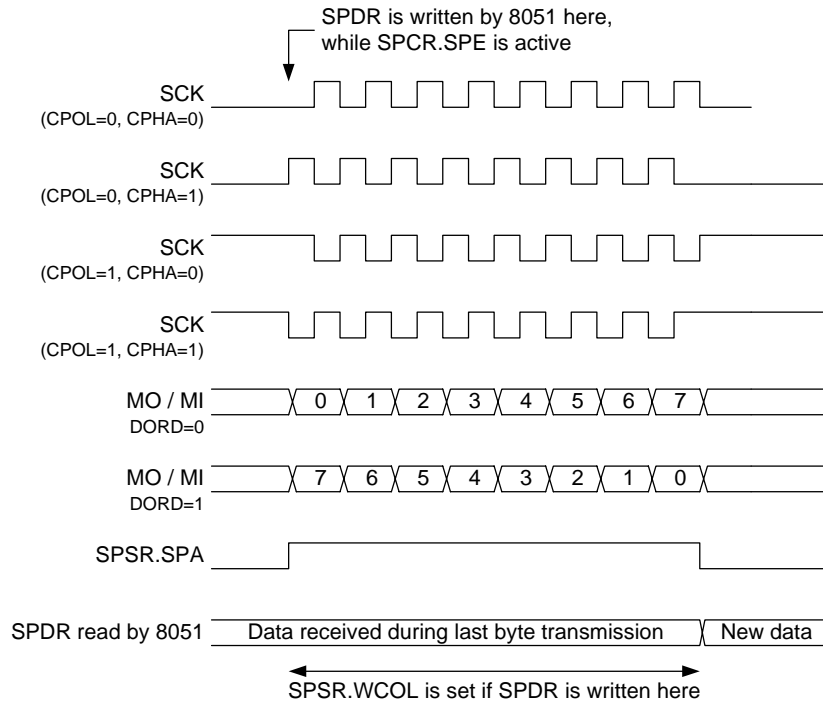 SPDR is written by 8051 here,
while SPCR.SPE is active
SCK
(CPOL=0, CPHA=0)
SCK
(CPOL=0, CPHA=1)
SCK
(CPOL=1, CPHA=0)
SCK
(CPOL=1, CPHA=1)
MO / MI 0 1 2 3 4 5 6 7
DORD=0
MO / MI 7 6 5 4 3 2 1 0
DORD=1
SPSR.SPA
SPDR read by 8051 Data received during last byte transmission New data
SPSR.WCOL is set if SPDR is written here